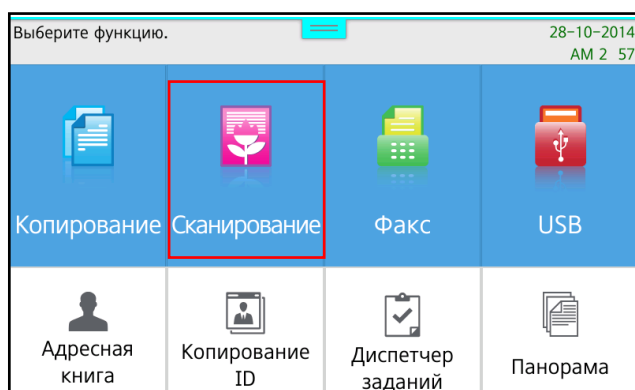 Выберите функцию.
28-10-2014
AM 2 57
Копирование
Сканирование
Факс
USB
Адресная
книга
Копирование
ID
Диспетчер
заданий
Панорама